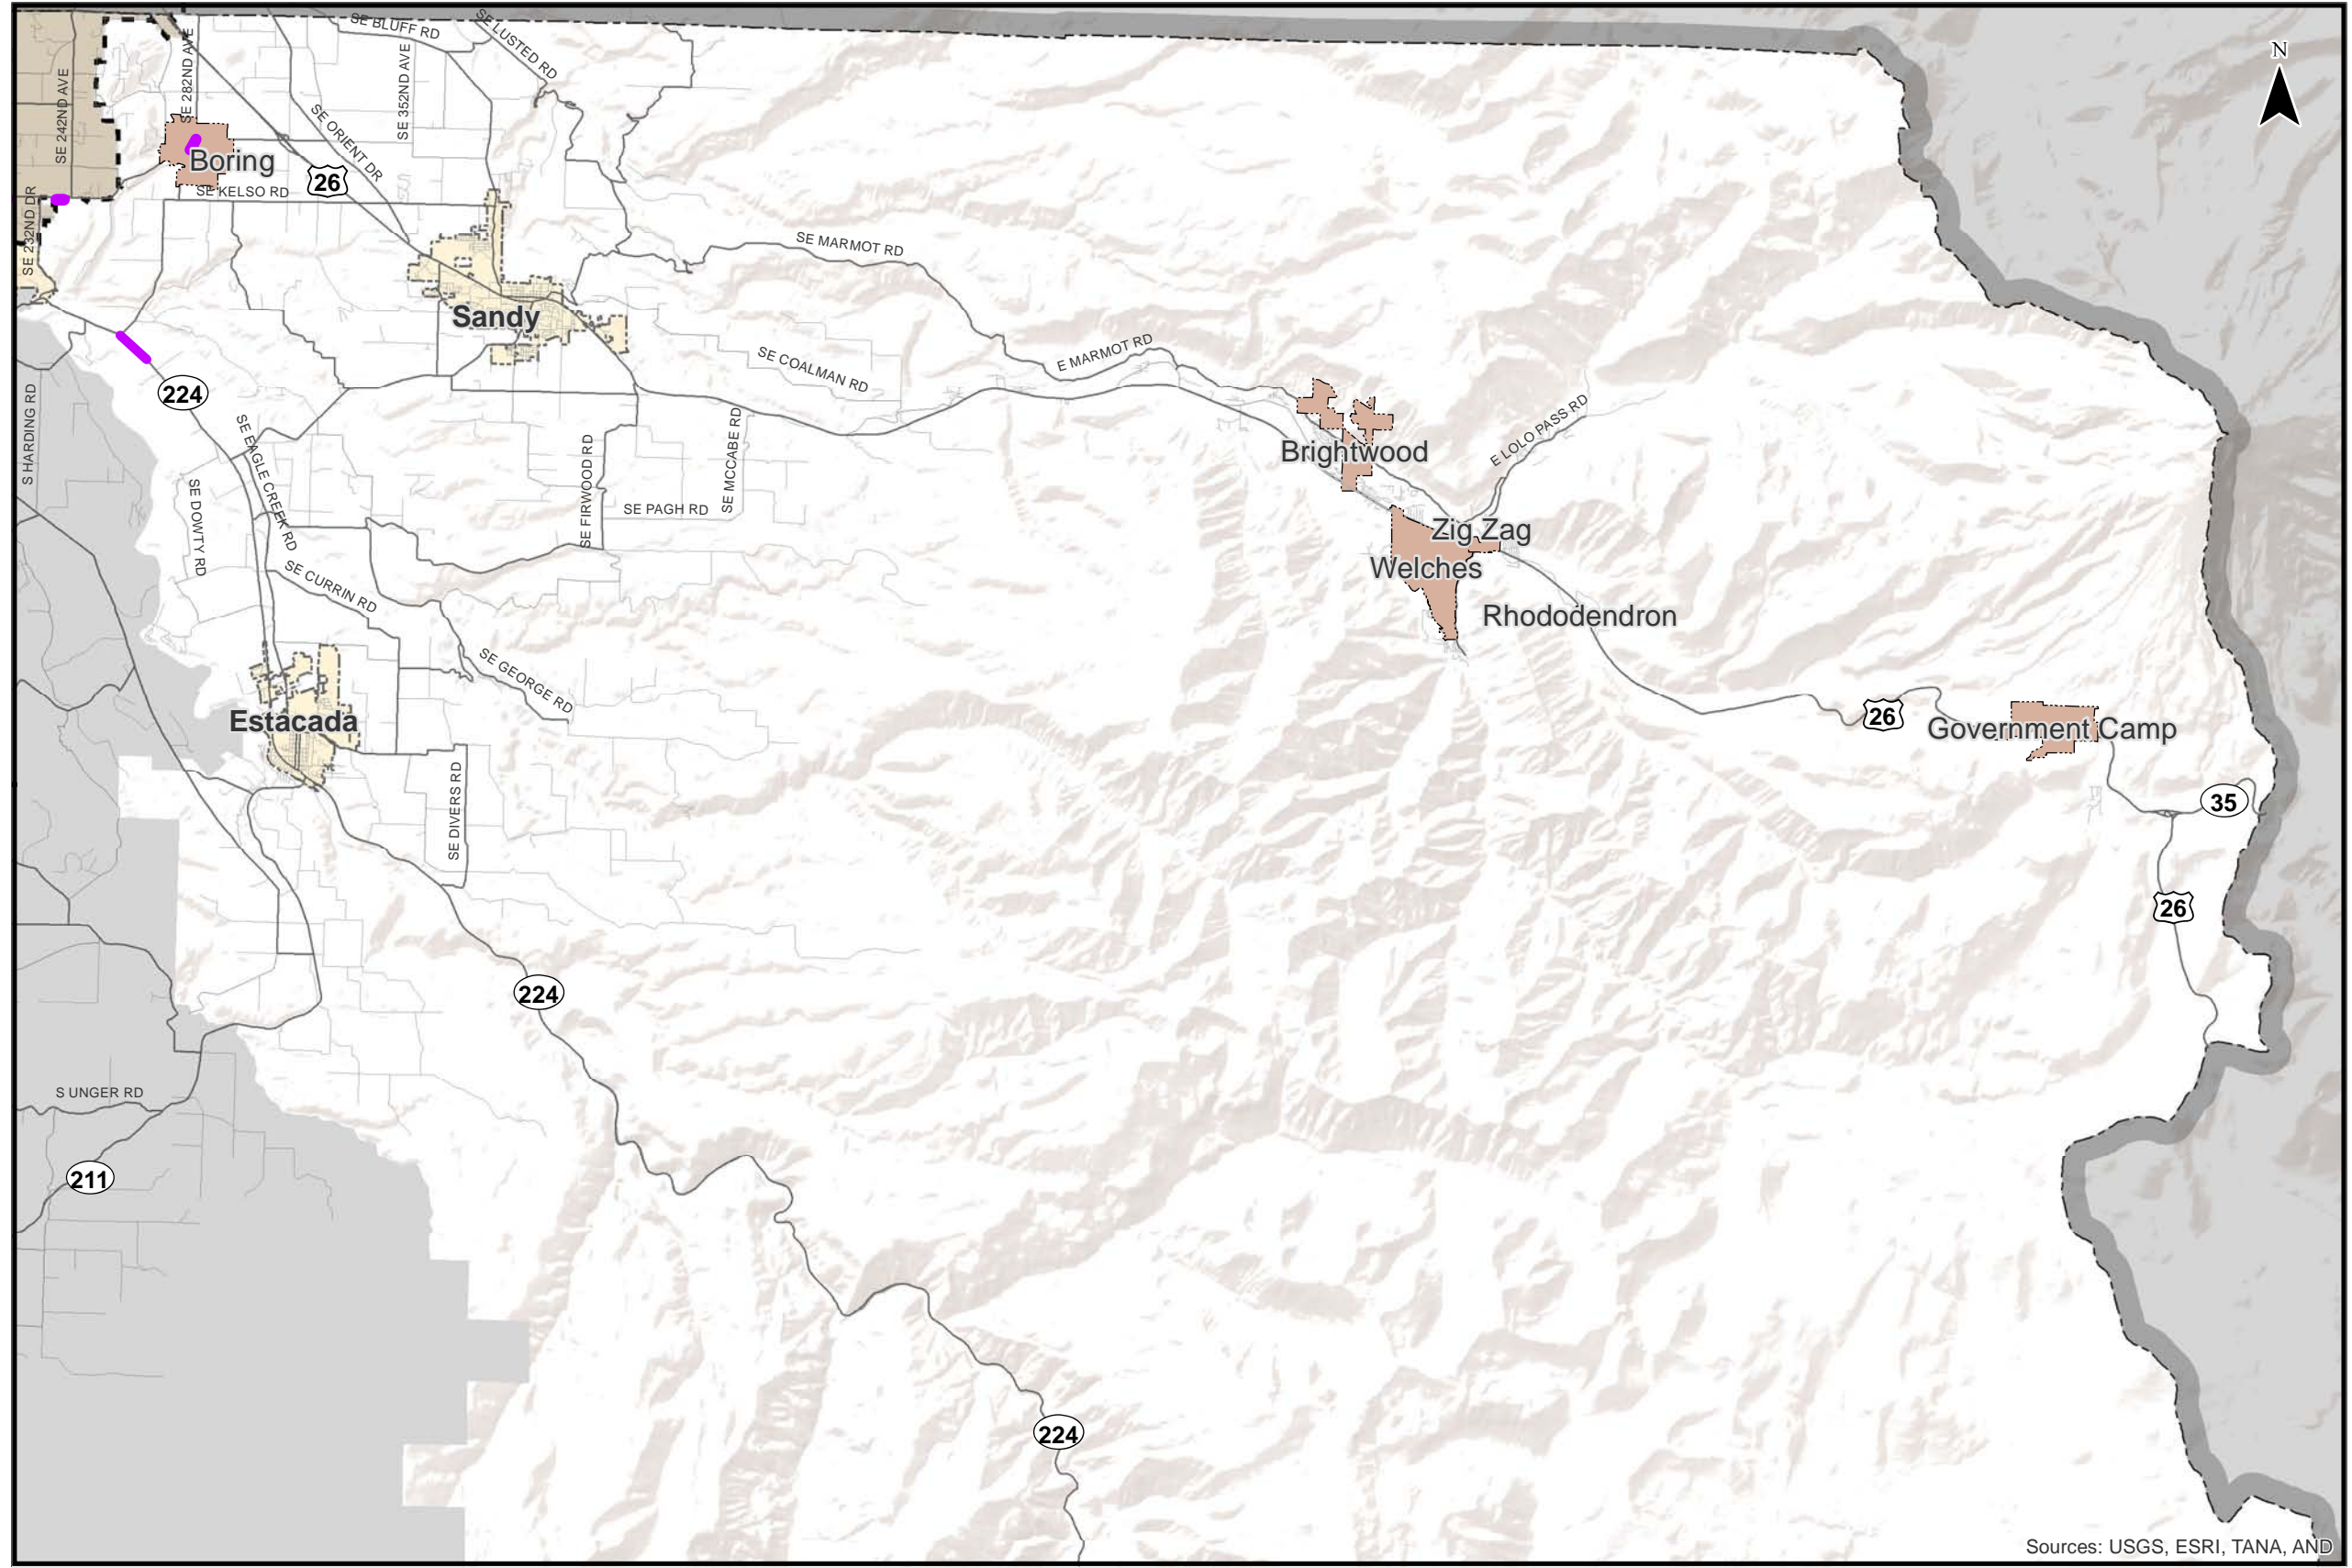 SE BLUFF RD
SE LUSTED RD
SE 282ND AVE
SE 352ND AVE
SE 242ND AVE
N
SE ORIENT DR
Boring
26
SE KELSO RD
SE 232ND DR
SE MARMOT RD
Sandy
E MARMOT RD
SE COALMAN RD
224
S HARDING RD
E LOLO PASS RD
SE EAGLE CREEK RD
SE FIRWOOD RD
SE MCCABE RD
Brightwood
SE DOWTY RD
SE PAGH RD
Zig Zag
Welches
SE CURRIN RD
Rhododendron
SE GEORGE RD
Estacada
26
Government Camp
SE DIVERS RD
35
26
224
S UNGER RD
211
224
Sources: USGS, ESRI, TANA, AND